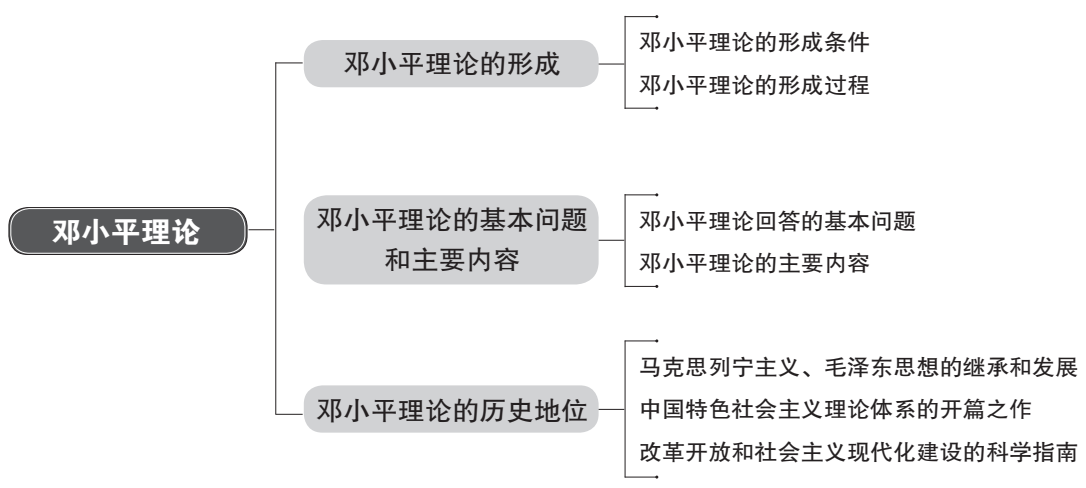 邓小平理论
邓小平理论的形成
邓小平理论的形成条件
邓小平理论的形成过程
邓小平理论的基本问题
和主要内容
邓小平理论回答的基本问题
邓小平理论的主要内容
邓小平理论的历史地位
马克思列宁主义、毛泽东思想的继承和发展
中国特色社会主义理论体系的开篇之作
改革开放和社会主义现代化建设的科学指南